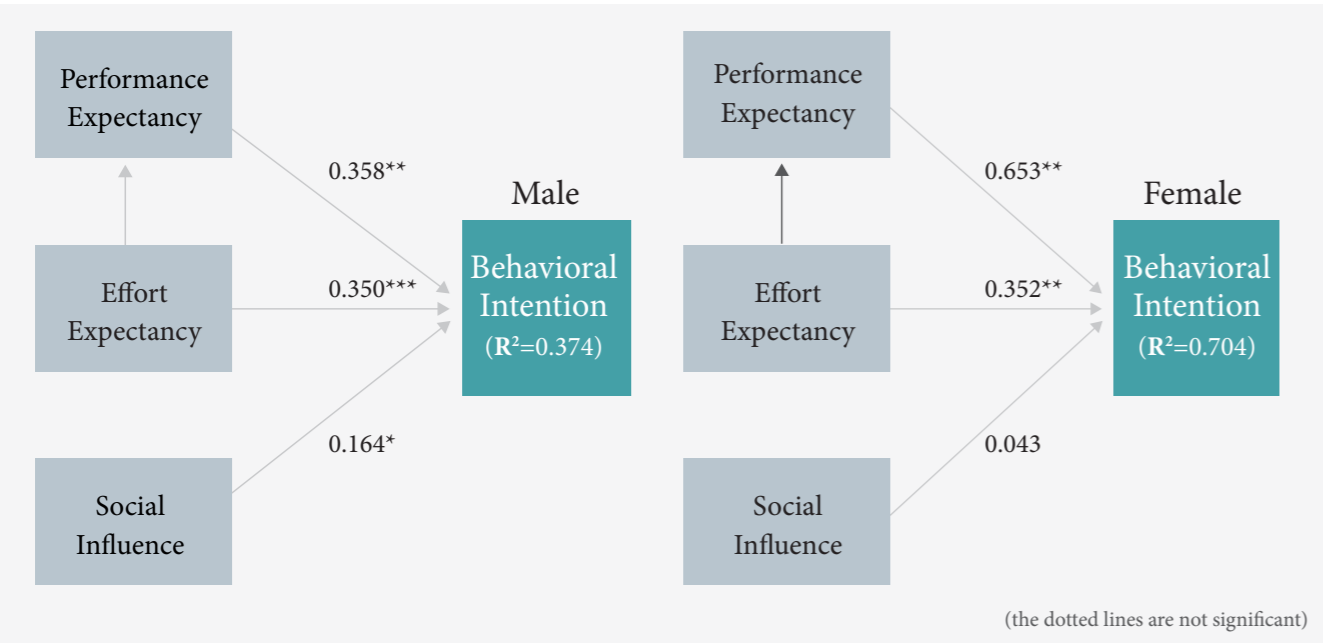 Performance
Expectancy
0.358**
Male
Effort
Expectancy
0.350***
Behavioral
Intention
(R²=0.374)
0.164*
Social
Influence
Performance
Expectancy
0.653**
Female
Effort
Expectancy
0.352**
Behavioral
Intention
(R²=0.704)
0.043
Social
Influence
(the dotted lines are not significant)